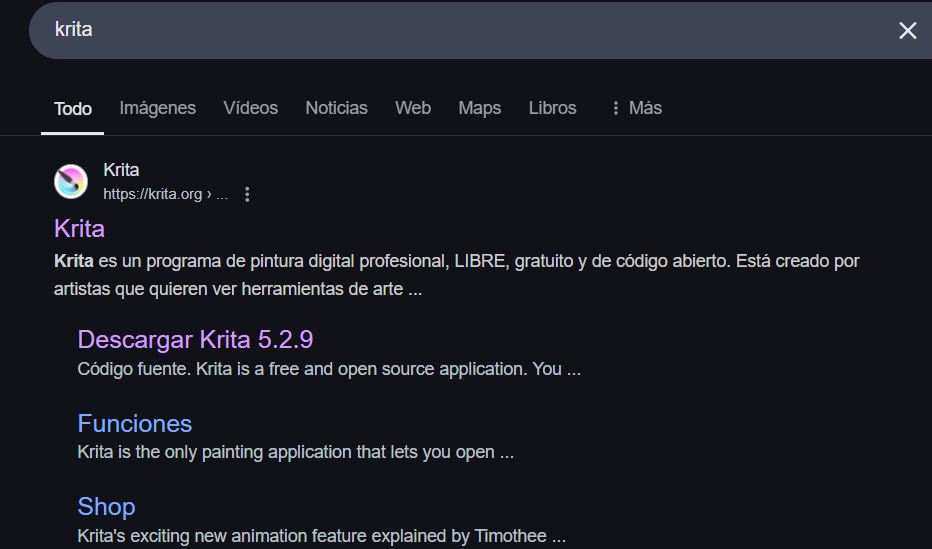 krita
Todo Imágenes Vídeos Noticias Web Maps Libros Más
Krita
https://krita.org › ...
Krita
Krita es un programa de pintura digital profesional, LIBRE, gratuito y de código abierto. Está creado por
artistas que quieren ver herramientas de arte ...
Descargar Krita 5.2.9
Código fuente. Krita is a free and open source application. You ...
Funciones
Krita is the only painting application that lets you open ...
Shop
Krita's exciting new animation feature explained by Timothee ...